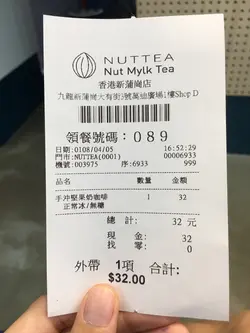 NUTTEA
Nut Mylk Tea
香港新蒲崗店
九龍新蒲崗大有街3號萬迪廣場1樓Shop D
領餐號碼：089
日期:0108/04/05 16:52:29
門市:NUTTEA(0001) 00006933
機號:003975 序:6933 999
品名 數量 金額
手沖堅果奶咖啡 1 32
正常冰/無糖
總 計: 32 元
現金: 32
找零: 0
外帶 1項 合計:
$32.00